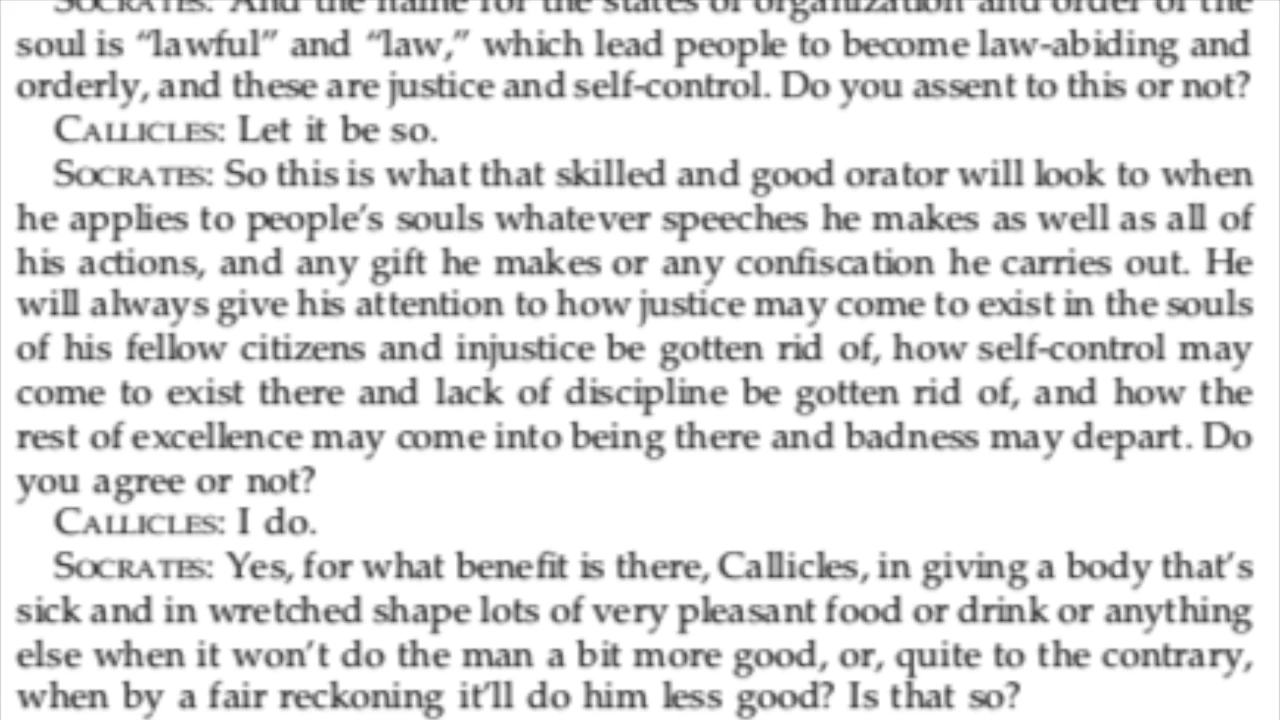 SOCRATES: And the name for the states of organization and order of the
soul is “lawful” and “law,” which lead people to become law-abiding and
orderly, and these are justice and self-control. Do you assent to this or not?
CALLICLES: Let it be so.
SOCRATES: So this is what that skilled and good orator will look to when
he applies to people’s souls whatever speeches he makes as well as all of
his actions, and any gift he makes or any confiscation he carries out. He
will always give his attention to how justice may come to exist in the souls
of his fellow citizens and injustice be gotten rid of, how self-control may
come to exist there and lack of discipline be gotten rid of, and how the
rest of excellence may come into being there and badness may depart. Do
you agree or not?
CALLICLES: I do.
SOCRATES: Yes, for what benefit is there, Callicles, in giving a body that’s
sick and in wretched shape lots of very pleasant food or drink or anything
else when it won’t do the man a bit more good, or, quite to the contrary,
when by a fair reckoning it’ll do him less good? Is that so?